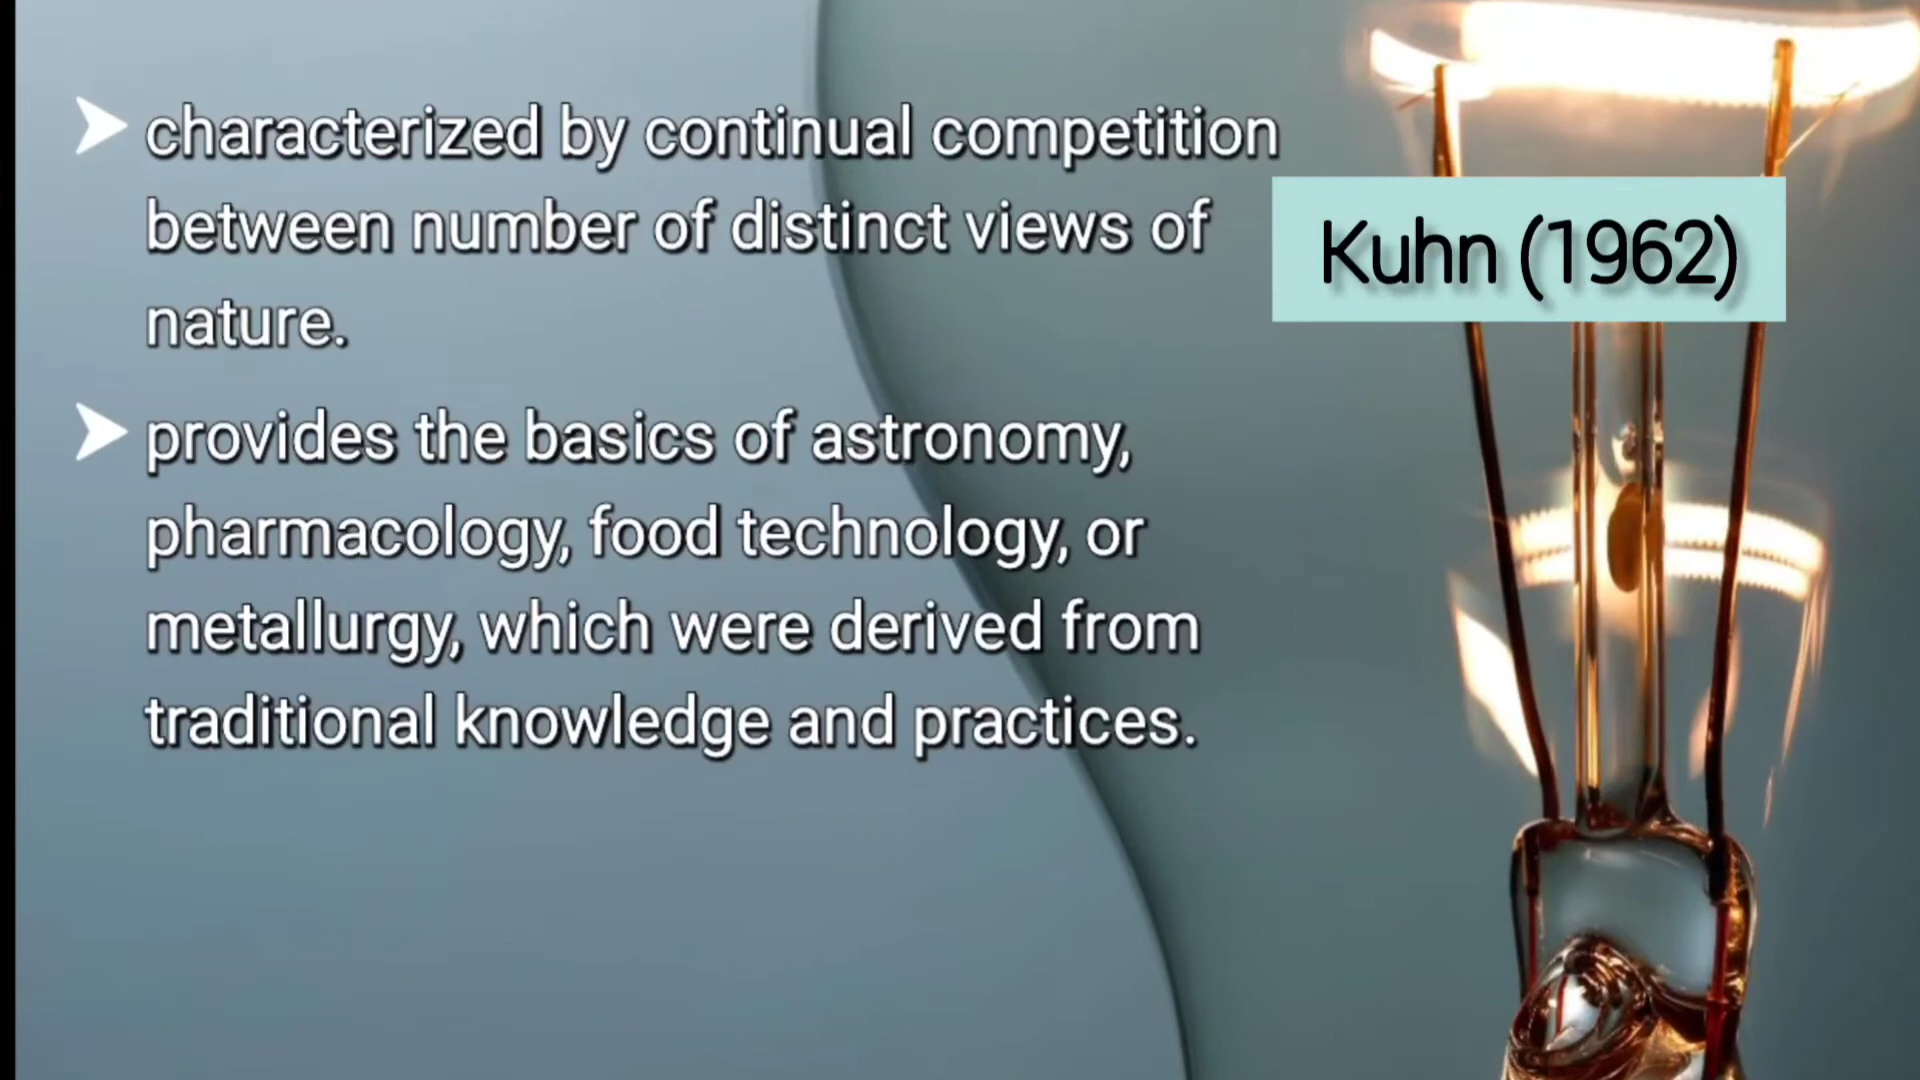 characterized by continual competition
between number of distinct views of
nature.
Kuhn (1962)
provides the basics of astronomy,
pharmacology, food technology, or
metallurgy, which were derived from
traditional knowledge and practices.